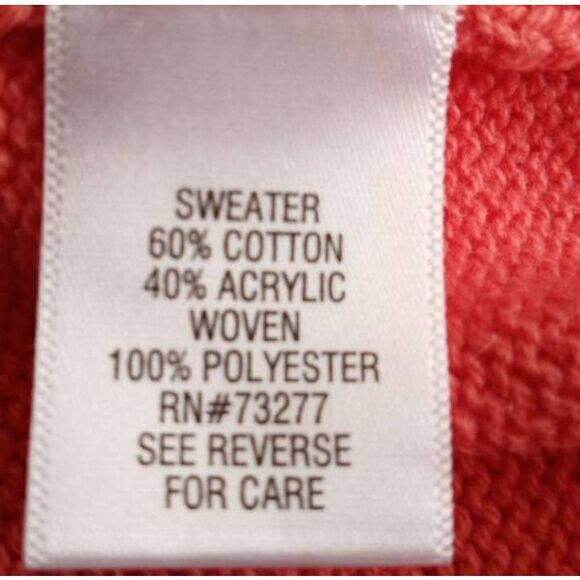 SWEATER
60% COTTON
40% ACRYLIC
WOVEN
100% POLYESTER
RN#73277
SEE REVERSE
FOR CARE